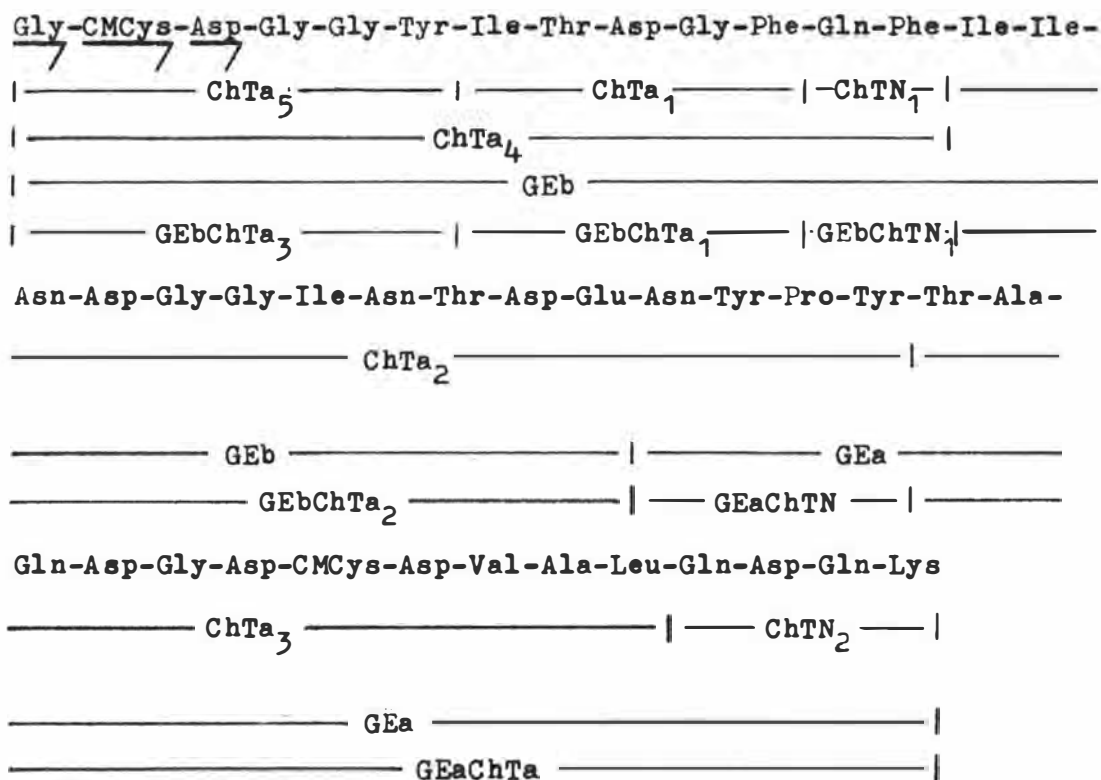 Gly-CMCys-Asp-Gly-Gly-Tyr-Ile-Thr-Asp-Gly-Phe-Gln-Phe-Ile-Ile-
ChTa5 ChTa1 ChTN1
ChTa4
GEb
GEbChTa3 GEbChTa1 GEbChTN1
Asn-Asp-Gly-Gly-Ile-Asn-Thr-Asp-Glu-Asn-Tyr-Pro-Tyr-Thr-Ala-
ChTa2
GEb GEa
GEbChTa2 GEaChTN
Gln-Asp-Gly-Asp-CMCys-Asp-Val-Ala-Leu-Gln-Asp-Gln-Lys
ChTa3 ChTN2
GEa
GEaChTa